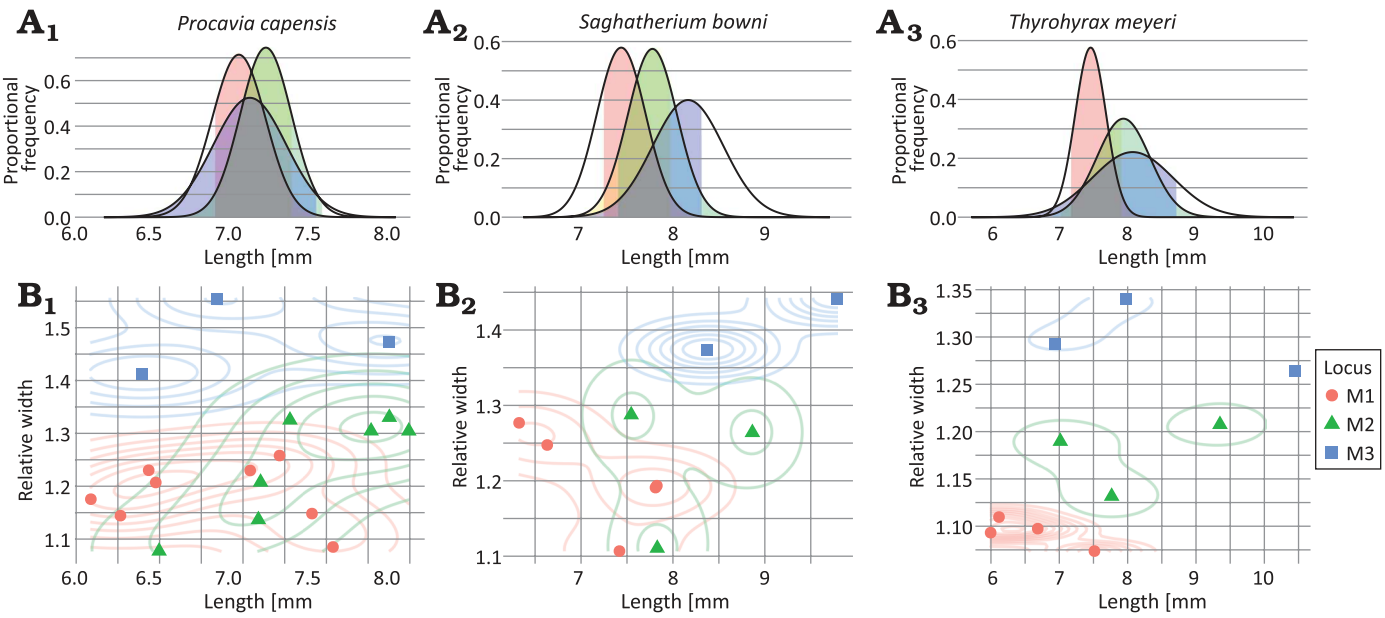 A1 Procavia capensis
A2 Saghatherium bowni
A3 Thyrohyrax meyeri
Proportional
frequency
0.6
0.4
0.2
0.0
6.0 6.5 7.0 7.5 8.0
Length [mm
Proportional
frequency
0.6
0.4
0.2
0.0
7 8 9
Length [mm
Proportional
frequency
0.6
0.4
0.2
0.0
6 7 8 9 10
Length [mm
B1
Relative width
1.5
1.4
1.3
1.2
1.1
6.0 6.5 7.0 7.5 8.0
Length [mm
B2
Relative width
1.4
1.3
1.2
1.1
7 8 9
Length [mm
B3
Relative width
1.35
1.30
1.25
1.20
1.15
1.10
6 7 8 9 10
Length [mm
Locus
M1
M2
M3